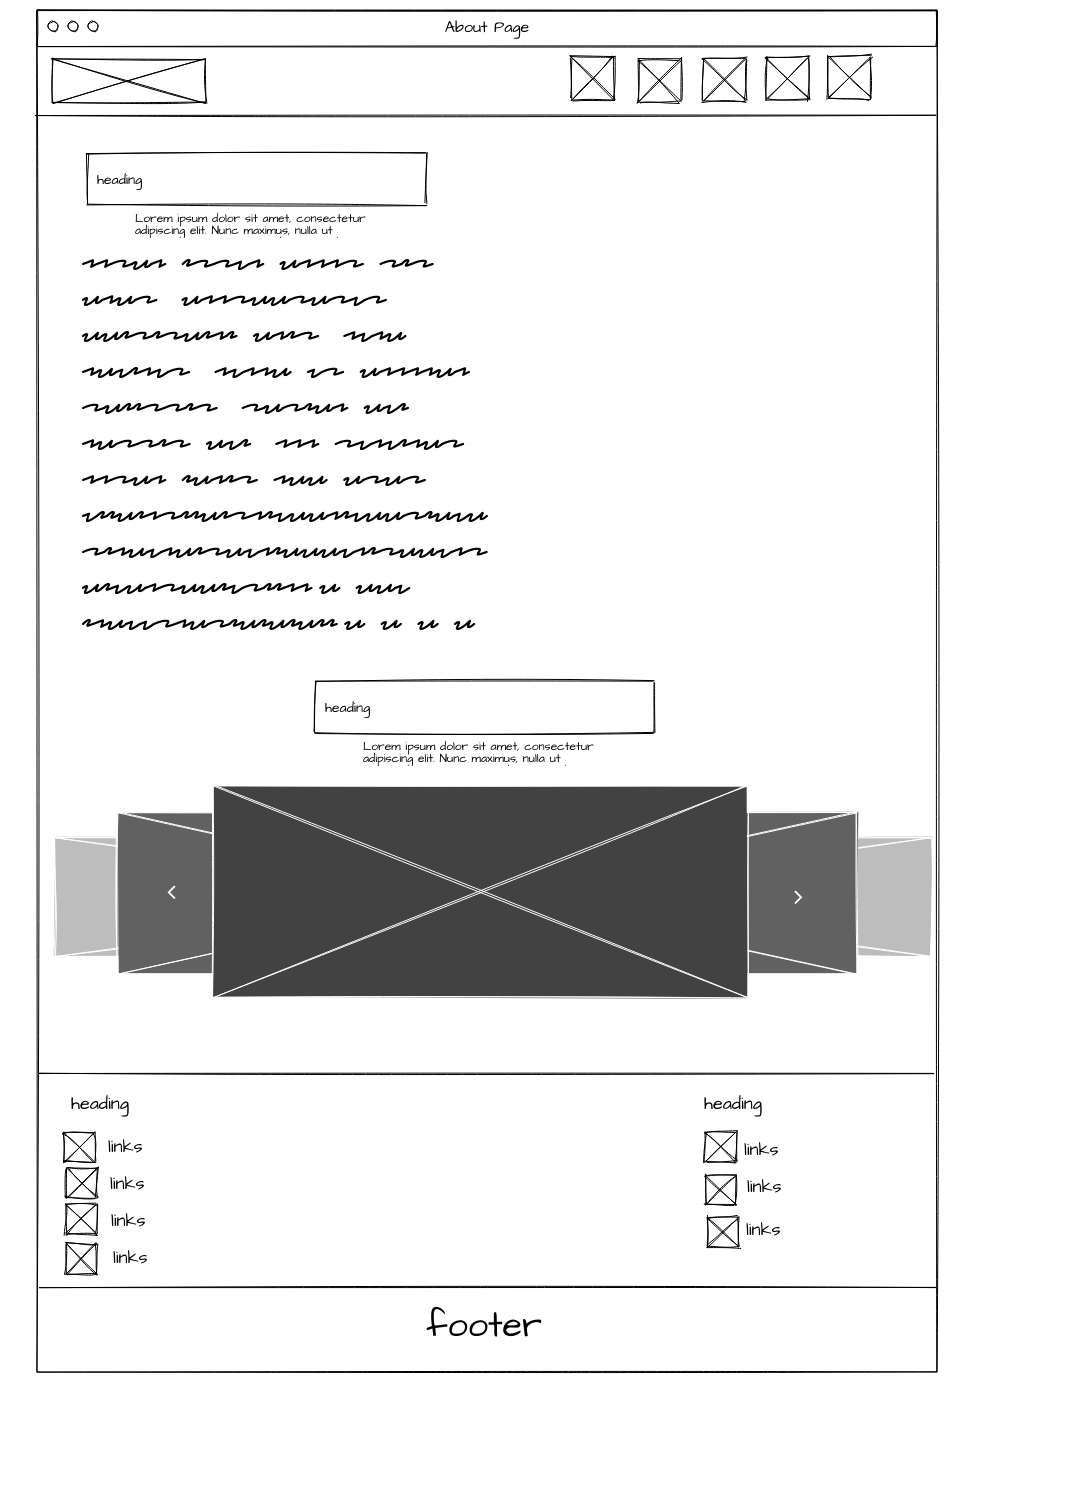 About Page
heading
Lorem ipsum dolor sit amet, consectetur
adipiscing elit. Nunc maximus, nulla ut
heading
Lorem ipsum dolor sit amet, consectetur
adipiscing elit. Nunc maximus, nulla ut
heading
links
links
links
links
heading
links
links
links
footer